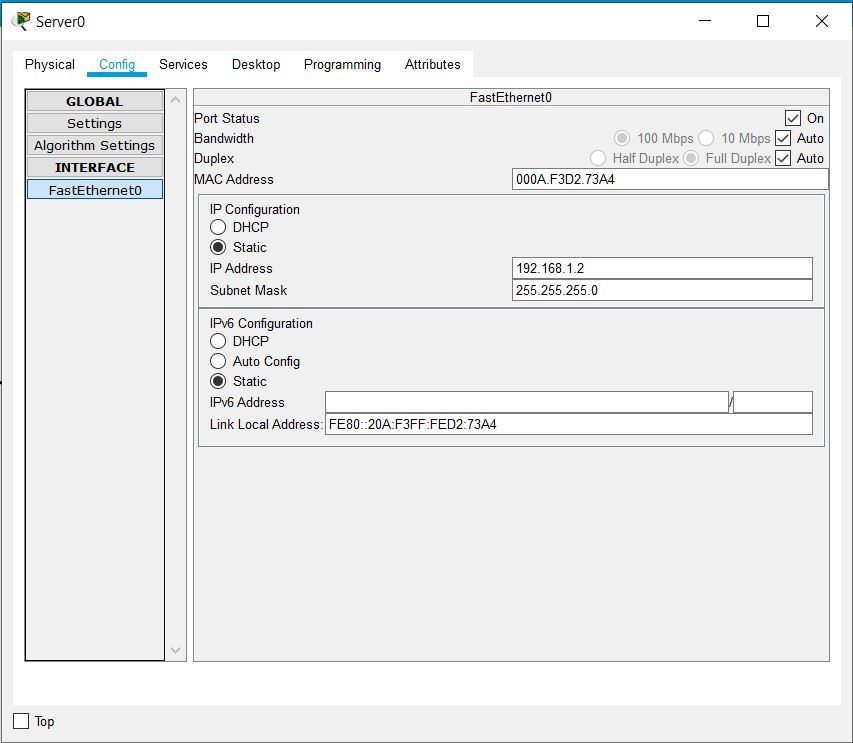 Server0
Physical Config Services Desktop Programming Attributes
GLOBAL
Settings
Algorithm Settings
INTERFACE
FastEthernet0
FastEthernet0
Port Status On
Bandwidth 100 Mbps 10 Mbps Auto
Duplex Half Duplex Full Duplex Auto
MAC Address 000A.F3D2.73A4
IP Configuration
DHCP
Static
IP Address 192.168.1.2
Subnet Mask 255.255.255.0
IPv6 Configuration
DHCP
Auto Config
Static
IPv6 Address /
Link Local Address: FE80::20A:F3FF:FED2:73A4
Top